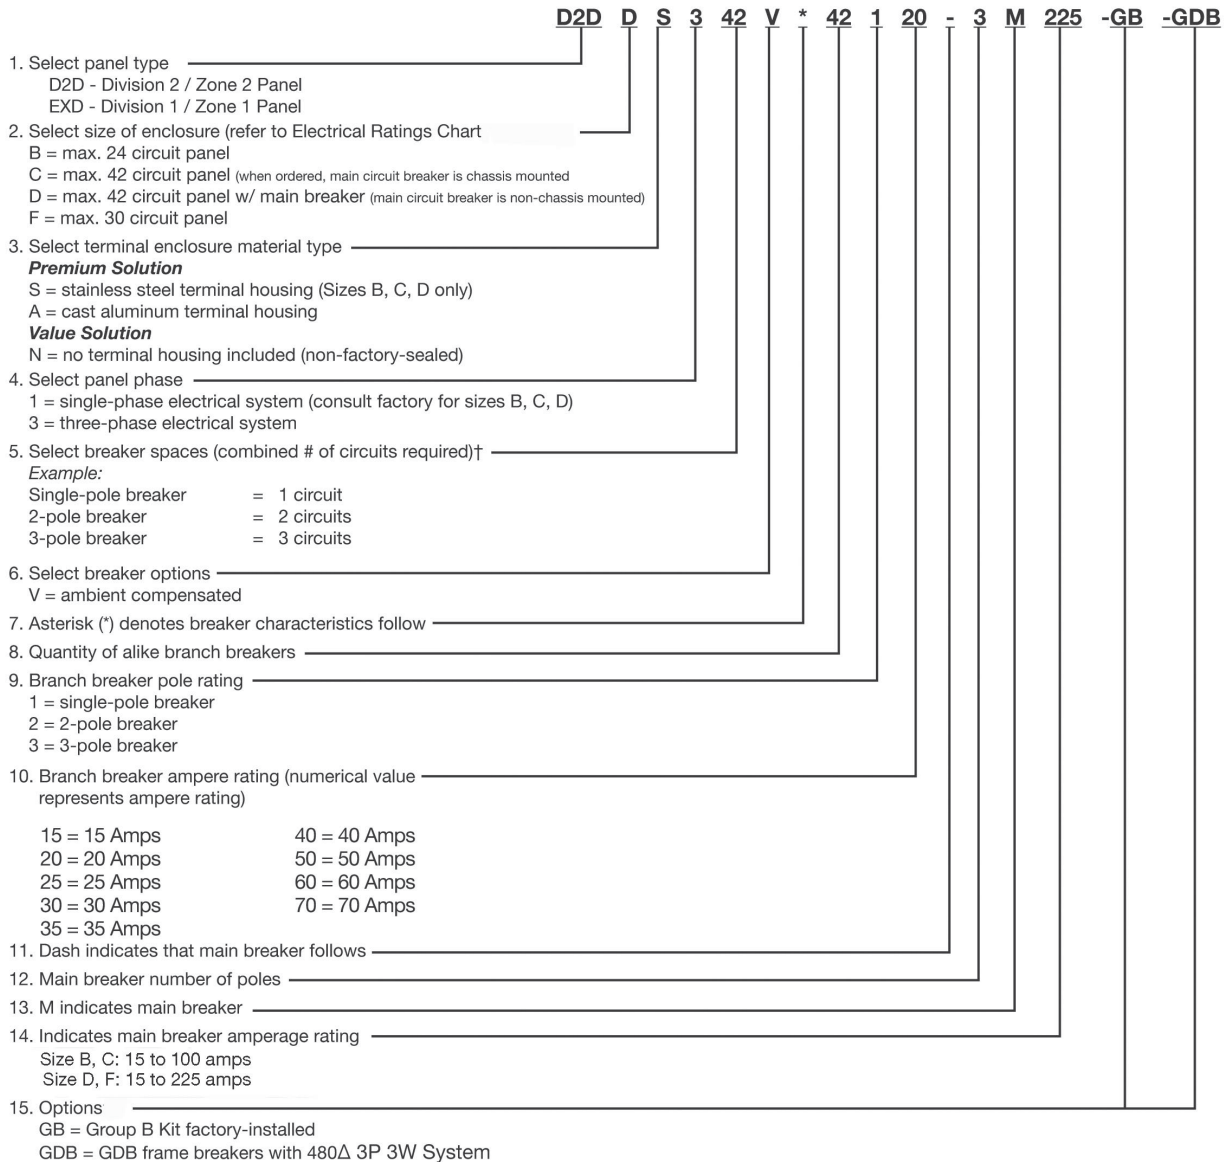 D2D D S 3 42 V * 42 1 20 - 3 M 225 -GB -GDB
1. Select panel type
D2D - Division 2 / Zone 2 Panel
EXD - Division 1 / Zone 1 Panel
2. Select size of enclosure (refer to Electrical Ratings Chart
B = max. 24 circuit panel
C = max. 42 circuit panel (when ordered, main circuit breaker is chassis mounted
D = max. 42 circuit panel w/ main breaker (main circuit breaker is non-chassis mounted)
F = max. 30 circuit panel
3. Select terminal enclosure material type
Premium Solution
S = stainless steel terminal housing (Sizes B, C, D only)
A = cast aluminum terminal housing
Value Solution
N = no terminal housing included (non-factory-sealed)
4. Select panel phase
1 = single-phase electrical system (consult factory for sizes B, C, D)
3 = three-phase electrical system
5. Select breaker spaces (combined # of circuits required)†
Example:
Single-pole breaker = 1 circuit
2-pole breaker = 2 circuits
3-pole breaker = 3 circuits
6. Select breaker options
V = ambient compensated
7. Asterisk (*) denotes breaker characteristics follow
8. Quantity of alike branch breakers
9. Branch breaker pole rating
1 = single-pole breaker
2 = 2-pole breaker
3 = 3-pole breaker
10. Branch breaker ampere rating (numerical value
represents ampere rating)
15 = 15 Amps 40 = 40 Amps
20 = 20 Amps 50 = 50 Amps
25 = 25 Amps 60 = 60 Amps
30 = 30 Amps 70 = 70 Amps
35 = 35 Amps
11. Dash indicates that main breaker follows
12. Main breaker number of poles
13. M indicates main breaker
14. Indicates main breaker amperage rating
Size B, C: 15 to 100 amps
Size D, F: 15 to 225 amps
15. Options
GB = Group B Kit factory-installed
GDB = GDB frame breakers with 480Δ 3P 3W System